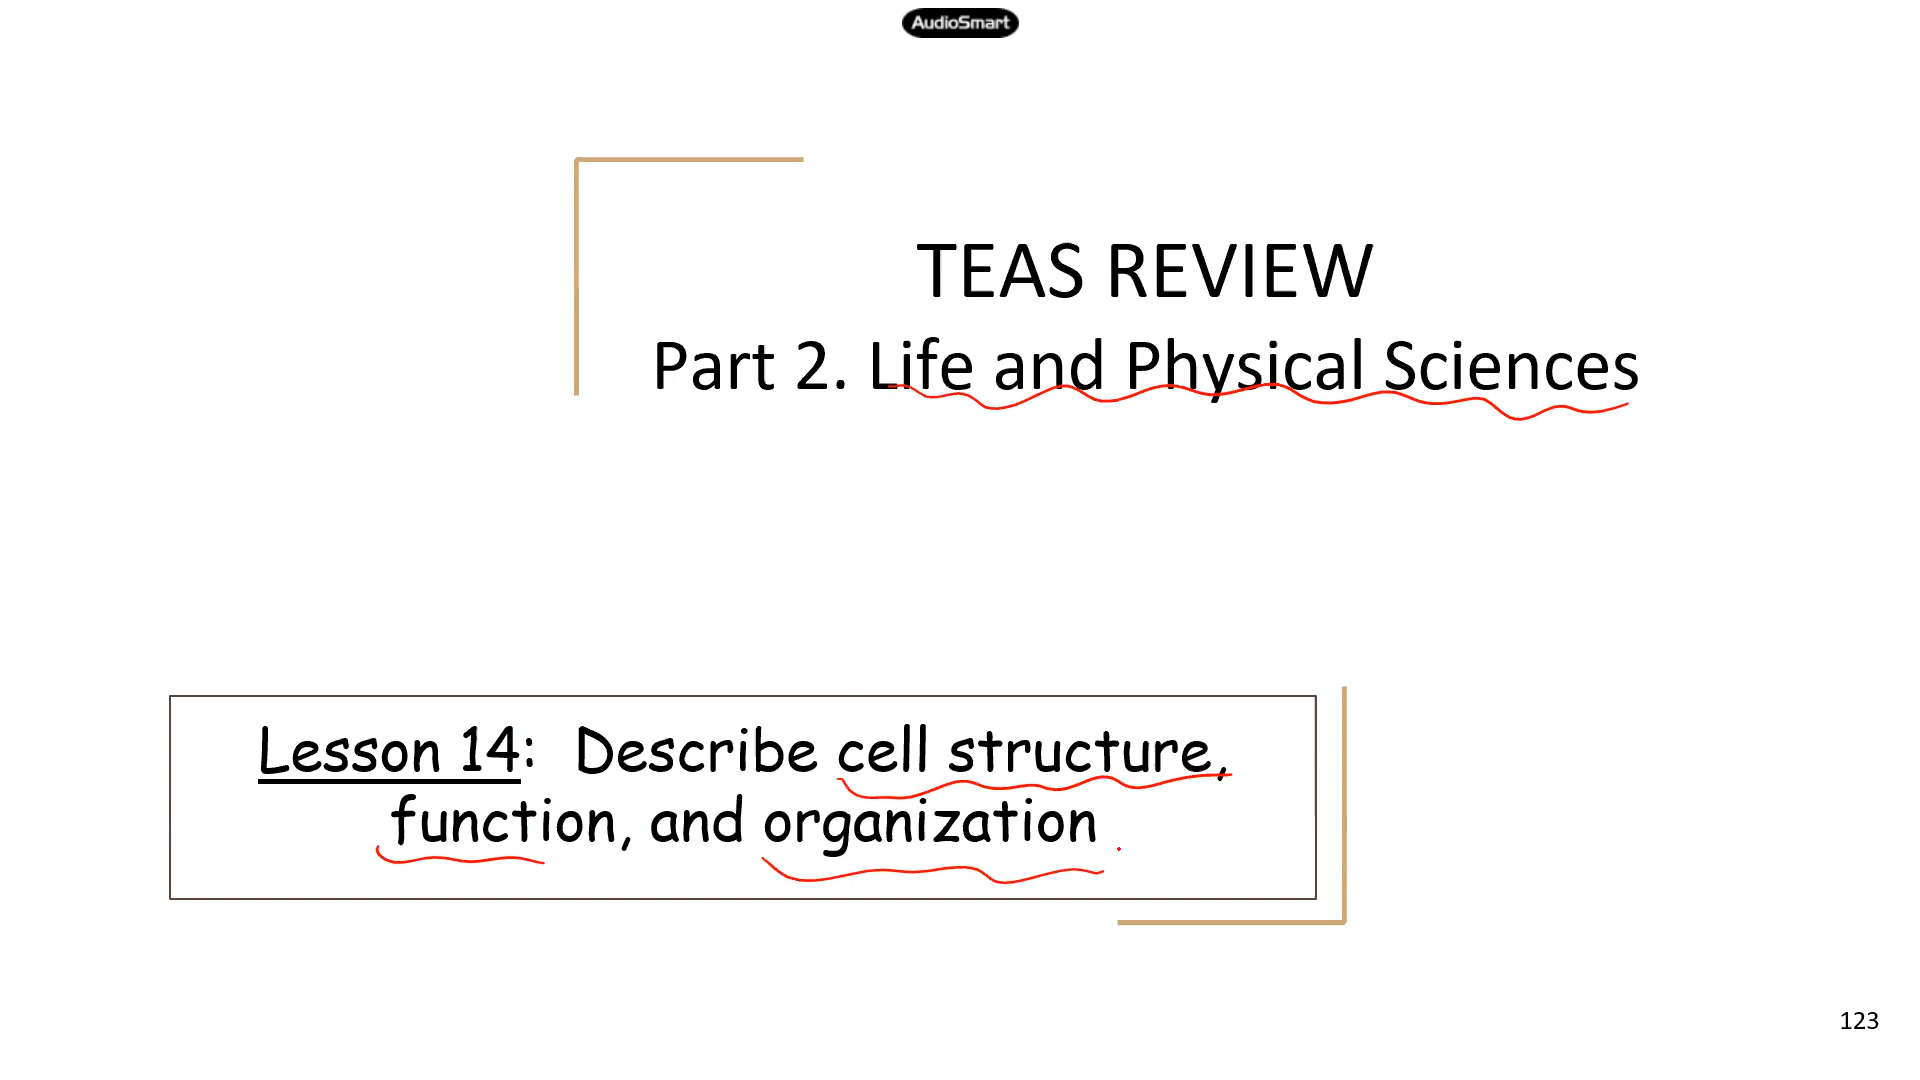 AudioSmart
TEAS REVIEW
Part 2. Life and Physical Sciences
Lesson 14: Describe cell structure,
function, and organization
123